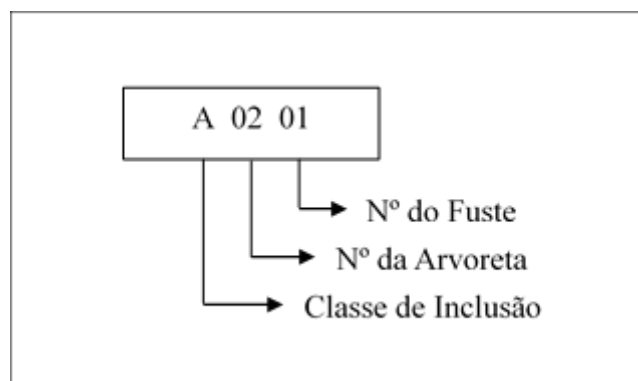 A 02 01
Nº do Fuste
Nº da Arvoreta
Classe de Inclusão